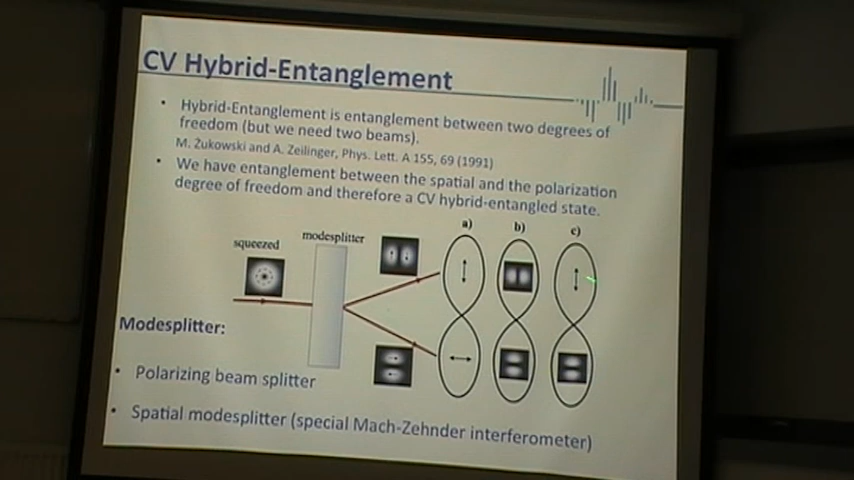 CV Hybrid-Entanglement
• Hybrid-Entanglement is entanglement between two degrees of
freedom (but we need two beams).
M. Żukowski and A. Zeilinger, Phys. Lett. A 155, 69 (1991)
• We have entanglement between the spatial and the polarization
degree of freedom and therefore a CV hybrid-entangled state.
squeezed
modesplitter
a)
b)
c)
Modesplitter:
• Polarizing beam splitter
• Spatial modesplitter (special Mach-Zehnder interferometer)